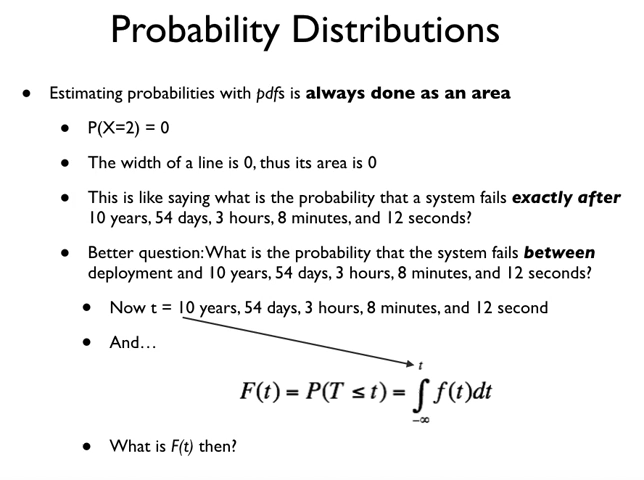 Probability Distributions
• Estimating probabilities with pdfs is always done as an area
• P(X=2) = 0
• The width of a line is 0, thus its area is 0
• This is like saying what is the probability that a system fails exactly after
10 years, 54 days, 3 hours, 8 minutes, and 12 seconds?
• Better question: What is the probability that the system fails between
deployment and 10 years, 54 days, 3 hours, 8 minutes, and 12 seconds?
• Now t = 10 years, 54 days, 3 hours, 8 minutes, and 12 second
• And…
F(t) = P(T ≤ t) = ∫_{-∞}^{t} f(t)dt
• What is F(t) then?